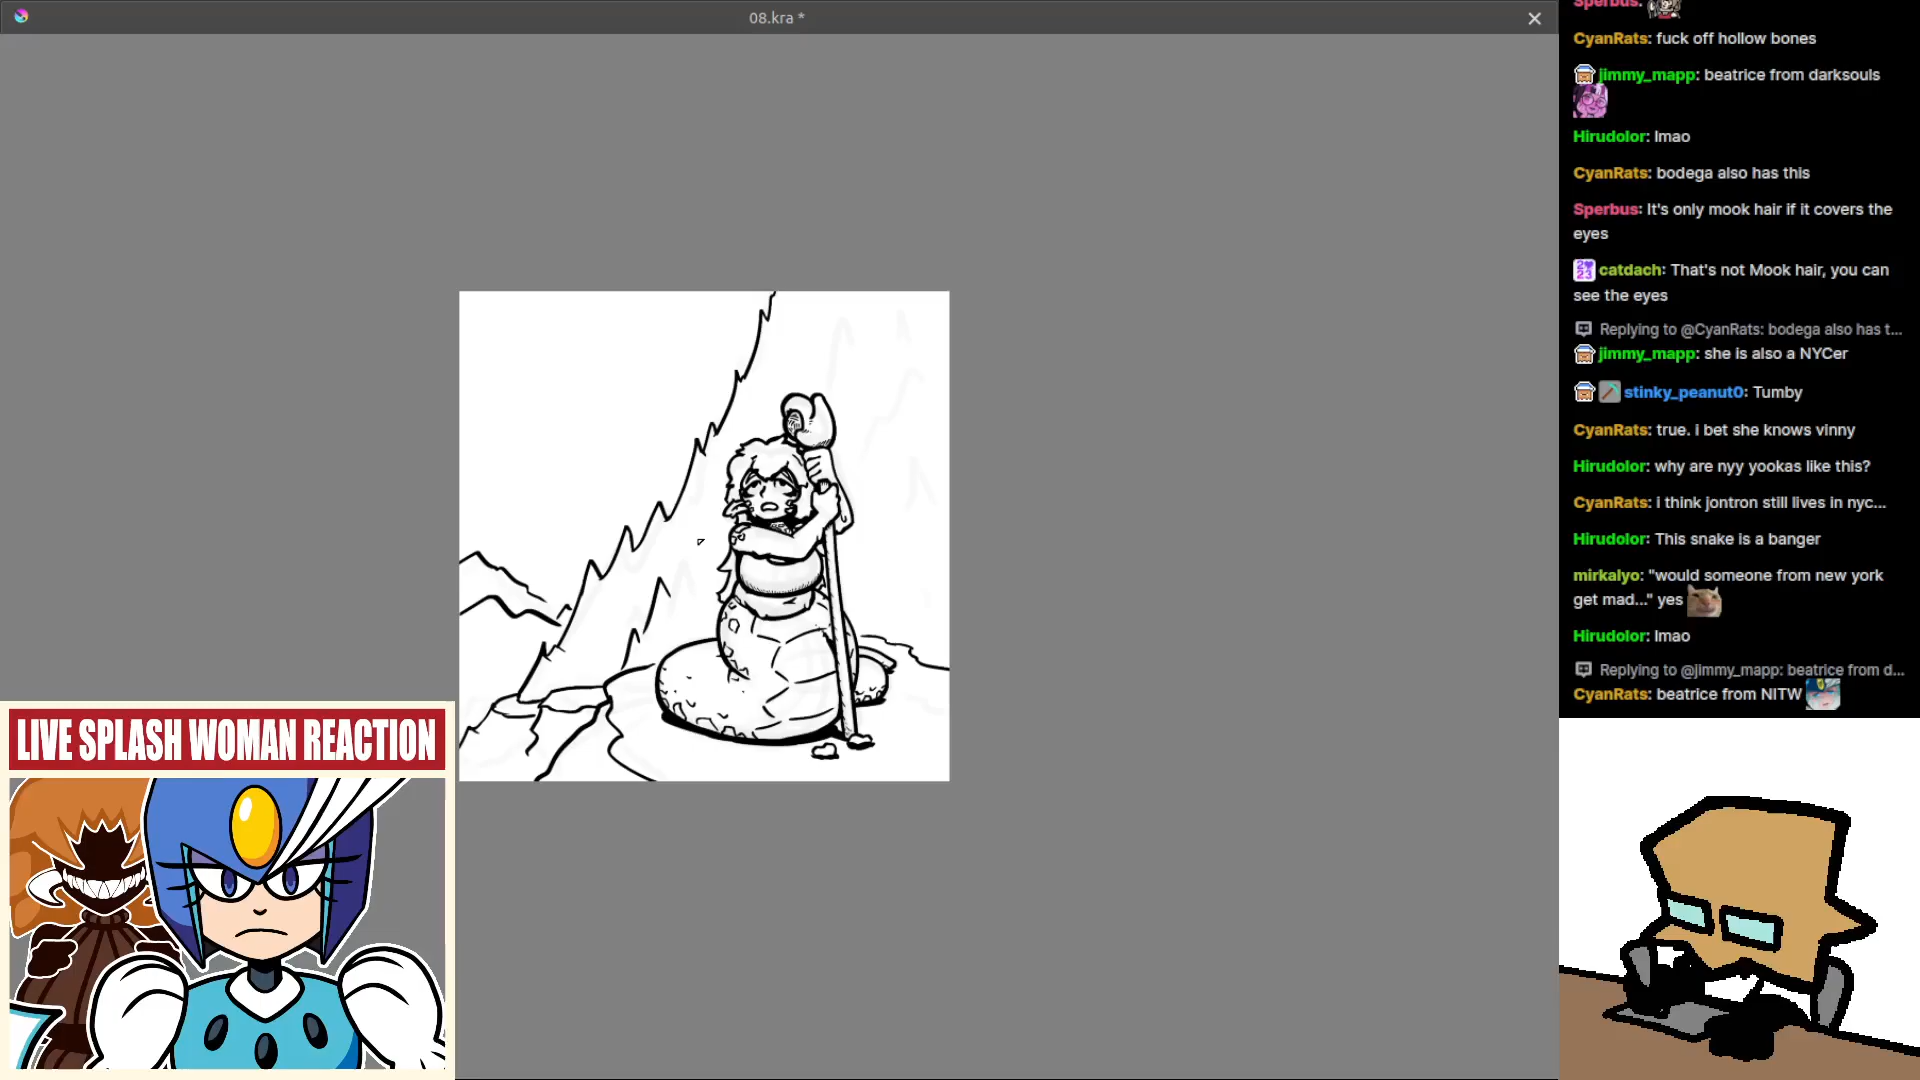 08.kra *
Sperbus:
CyanRats: fuck off hollow bones
jimmy_mapp: beatrice from darksouls
Hirudolor: lmao
CyanRats: bodega also has this
Sperbus: It's only mook hair if it covers the
eyes
catdach: That's not Mook hair, you can
see the eyes
Replying to @CyanRats: bodega also has t...
jimmy_mapp: she is also a NYCer
stinky_peanut0: Tumby
CyanRats: true. i bet she knows vinny
Hirudolor: why are nyy yookas like this?
CyanRats: i think jontron still lives in nyc...
Hirudolor: This snake is a banger
mirkalyo: "would someone from new york
get mad..." yes
Hirudolor: lmao
Replying to @jimmy_mapp: beatrice from d...
CyanRats: beatrice from NITW
LIVE SPLASH WOMAN REACTION